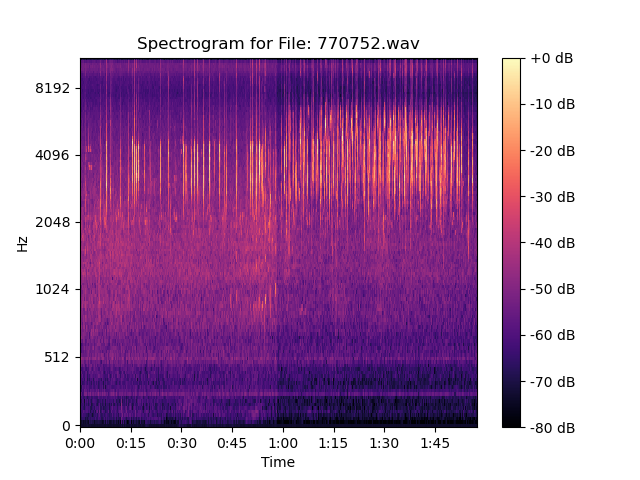 Spectrogram for File: 770752.wav
+0 dB
8192
-10 dB
4096
-20 dB
-30 dB
2048
Hz
-40 dB
1024
-50 dB
-60 dB
512
-70 dB
0
-80 dB
0:00 0:15 0:30 0:45 1:00 1:15 1:30 1:45
Time